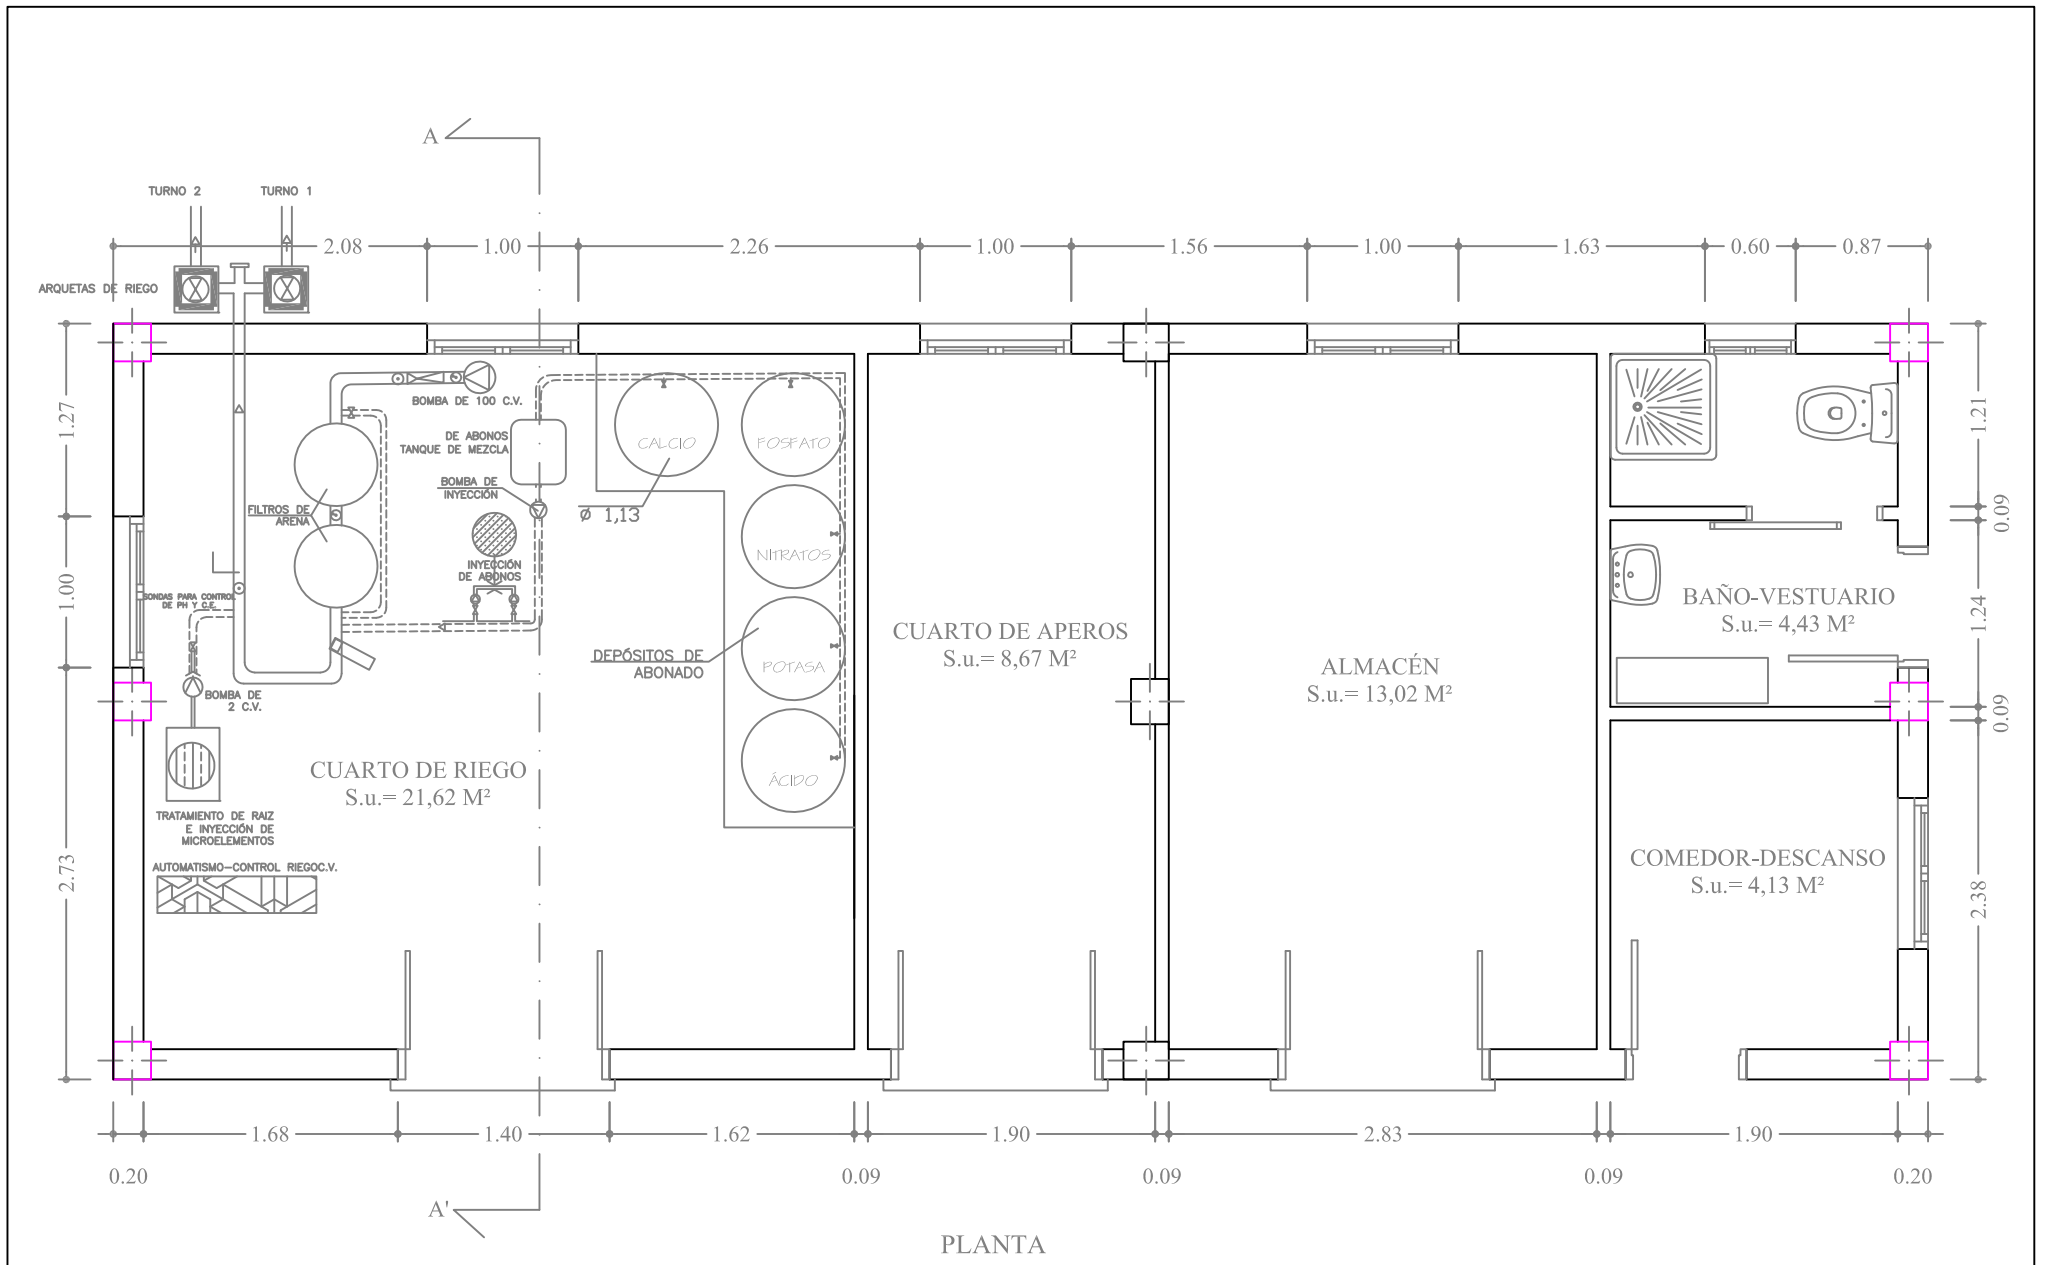 A
TURNO 2
TURNO 1
2.08
1.00
2.26
1.00
1.56
1.00
1.63
0.60
0.87
ARQUETAS DE RIEGO
1.27
1.00
2.73
BOMBA DE 100 C.V.
DE ABONOS
TANQUE DE MEZCLA
BOMBA DE
INYECCIÓN
FILTROS DE
ARENA
INYECCIÓN
DE ABONOS
SONDAS PARA CONTROL
DE PH Y C.E.
BOMBA DE
2 C.V.
TRATAMIENTO DE RAIZ
E INYECCIÓN DE
MICROELEMENTOS
AUTOMATISMO-CONTROL RIEGOC.V.
CUARTO DE RIEGO
S.u.= 21,62 M²
CALCIO
FOSFATO
NITRATOS
POTASA
ÁCIDO
Ø 1,13
DEPÓSITOS DE
ABONADO
CUARTO DE APEROS
S.u.= 8,67 M²
ALMACÉN
S.u.= 13,02 M²
BAÑO-VESTUARIO
S.u.= 4,43 M²
COMEDOR-DESCANSO
S.u.= 4,13 M²
1.21
0.09
1.24
0.09
2.38
1.68
1.40
1.62
1.90
2.83
1.90
0.20
0.09
0.09
0.09
0.20
A'
PLANTA